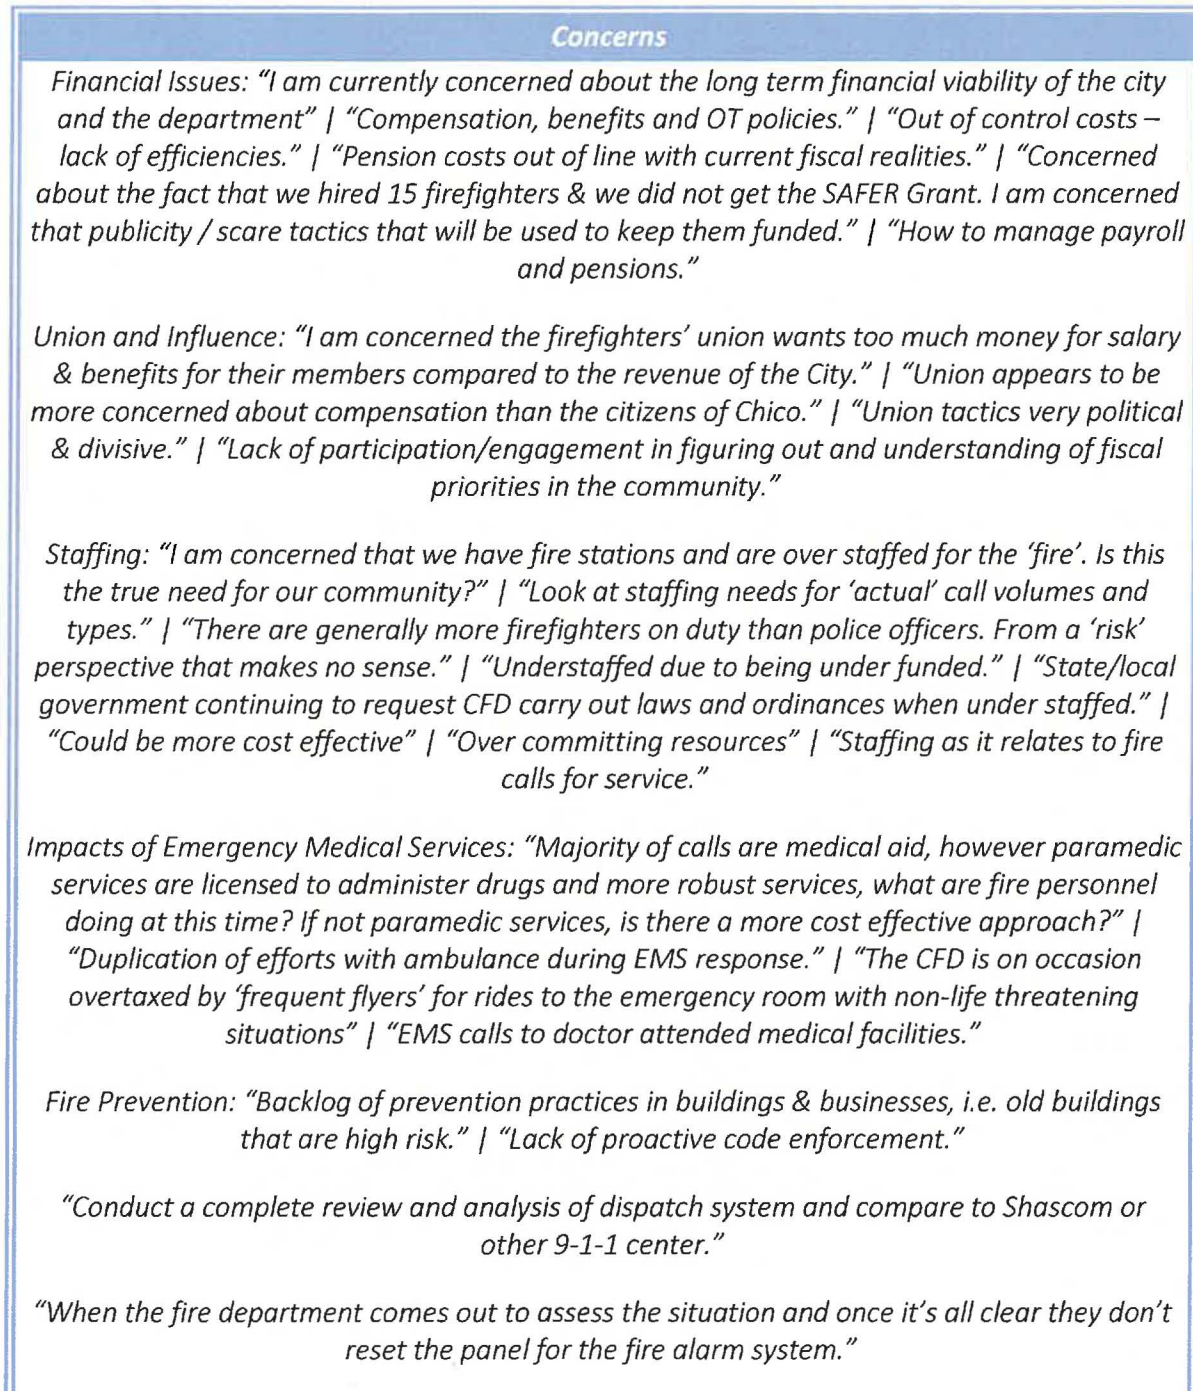 Concerns
Financial Issues: “I am currently concerned about the long term financial viability of the city
and the department” | “Compensation, benefits and OT policies.” | “Out of control costs –
lack of efficiencies.” | “Pension costs out of line with current fiscal realities.” | “Concerned
about the fact that we hired 15 firefighters & we did not get the SAFER Grant. I am concerned
that publicity / scare tactics that will be used to keep them funded.” | “How to manage payroll
and pensions.”
Union and Influence: “I am concerned the firefighters’ union wants too much money for salary
& benefits for their members compared to the revenue of the City.” | “Union appears to be
more concerned about compensation than the citizens of Chico.” | “Union tactics very political
& divisive.” | “Lack of participation/engagement in figuring out and understanding of fiscal
priorities in the community.”
Staffing: “I am concerned that we have fire stations and are over staffed for the ‘fire’. Is this
the true need for our community?” | “Look at staffing needs for ‘actual’ call volumes and
types.” | “There are generally more firefighters on duty than police officers. From a ‘risk’
perspective that makes no sense.” | “Understaffed due to being under funded.” | “State/local
government continuing to request CFD carry out laws and ordinances when under staffed.” |
“Could be more cost effective” | “Over committing resources” | “Staffing as it relates to fire
calls for service.”
Impacts of Emergency Medical Services: “Majority of calls are medical aid, however paramedic
services are licensed to administer drugs and more robust services, what are fire personnel
doing at this time? If not paramedic services, is there a more cost effective approach?” |
“Duplication of efforts with ambulance during EMS response.” | “The CFD is on occasion
overtaxed by ‘frequent flyers’ for rides to the emergency room with non-life threatening
situations” | “EMS calls to doctor attended medical facilities.”
Fire Prevention: “Backlog of prevention practices in buildings & businesses, i.e. old buildings
that are high risk.” | “Lack of proactive code enforcement.”
“Conduct a complete review and analysis of dispatch system and compare to Shascom or
other 9-1-1 center.”
“When the fire department comes out to assess the situation and once it’s all clear they don’t
reset the panel for the fire alarm system.”